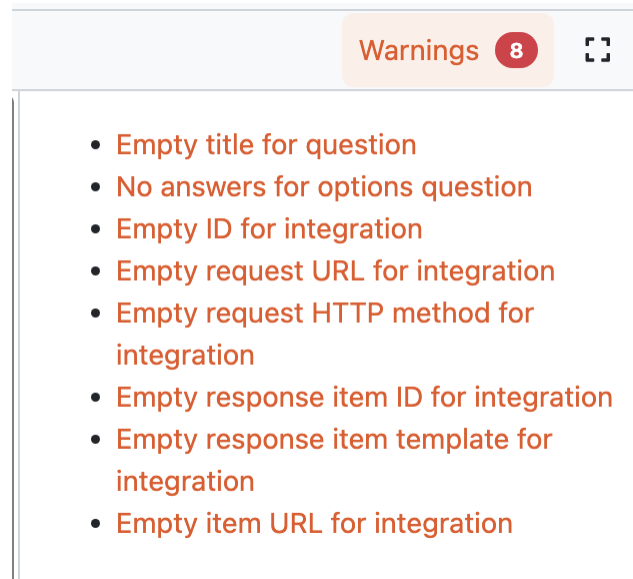 Warnings 8
Empty title for question
No answers for options question
Empty ID for integration
Empty request URL for integration
Empty request HTTP method for
integration
Empty response item ID for integration
Empty response item template for
integration
Empty item URL for integration